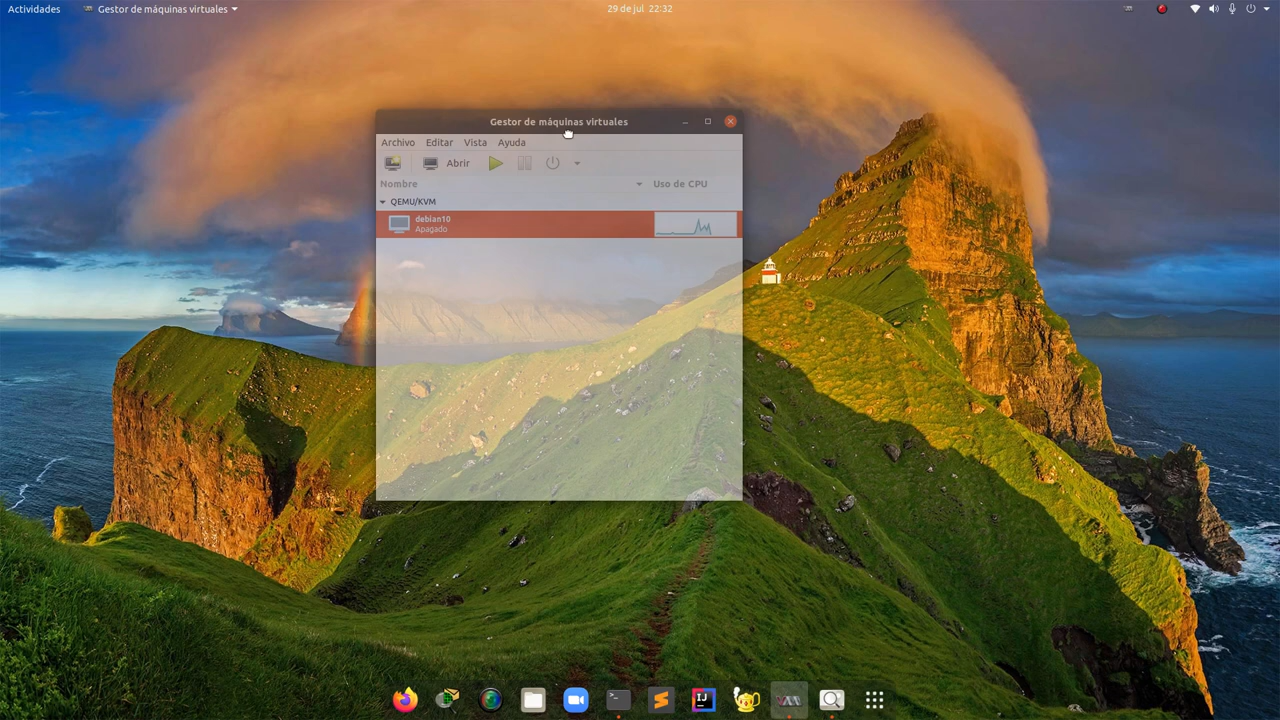 Actividades
Gestor de máquinas virtuales
29 de jul 22:32
Gestor de máquinas virtuales
Archivo Editar Vista Ayuda
Abrir
Nombre Uso de CPU
QEMU/KVM
debian10
Apagado
IJ